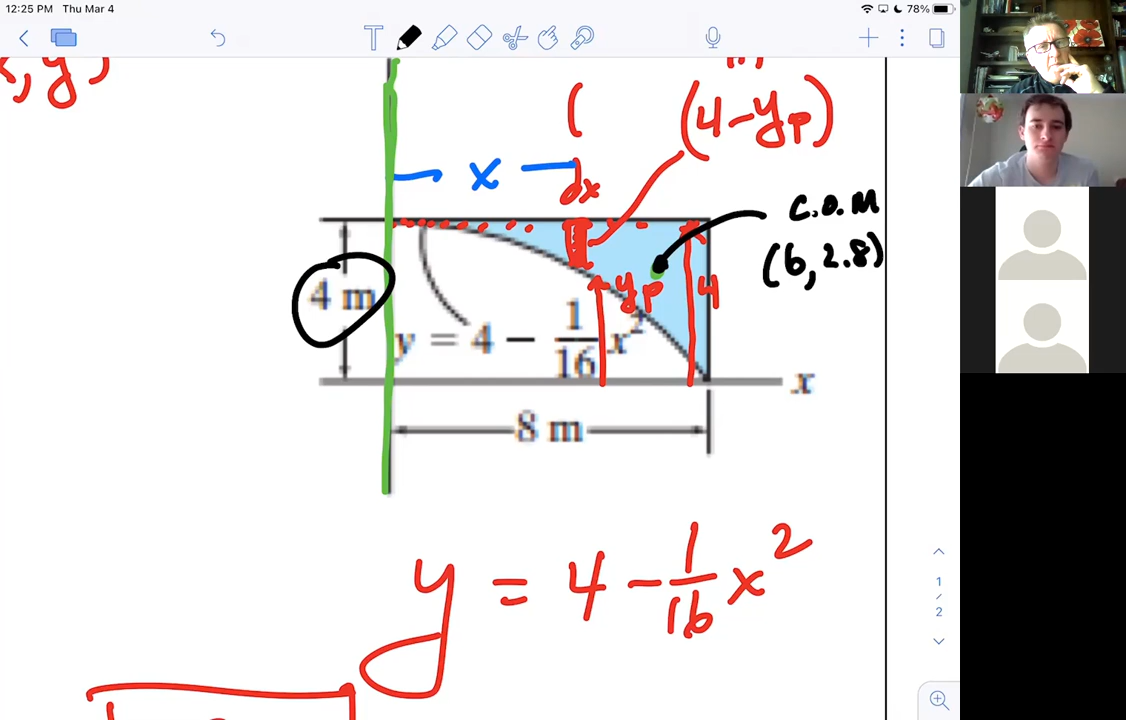 12:25 PM Thu Mar 4
78%
x, y)
(
(4-yp)
x
dx
C.O.M
(6, 2.8)
4 m
yp
4
y = 4 - 1/16 x²
x
8 m
y = 4 - 1/16 x²
1
/
2